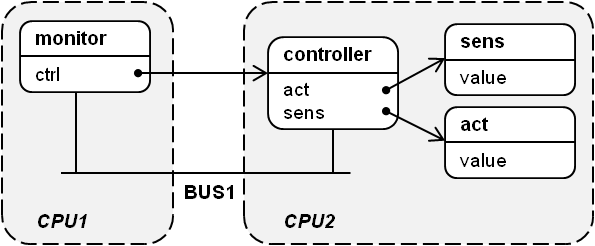 monitor
ctrl
controller
act
sens
sens
value
act
value
BUS1
CPU1
CPU2